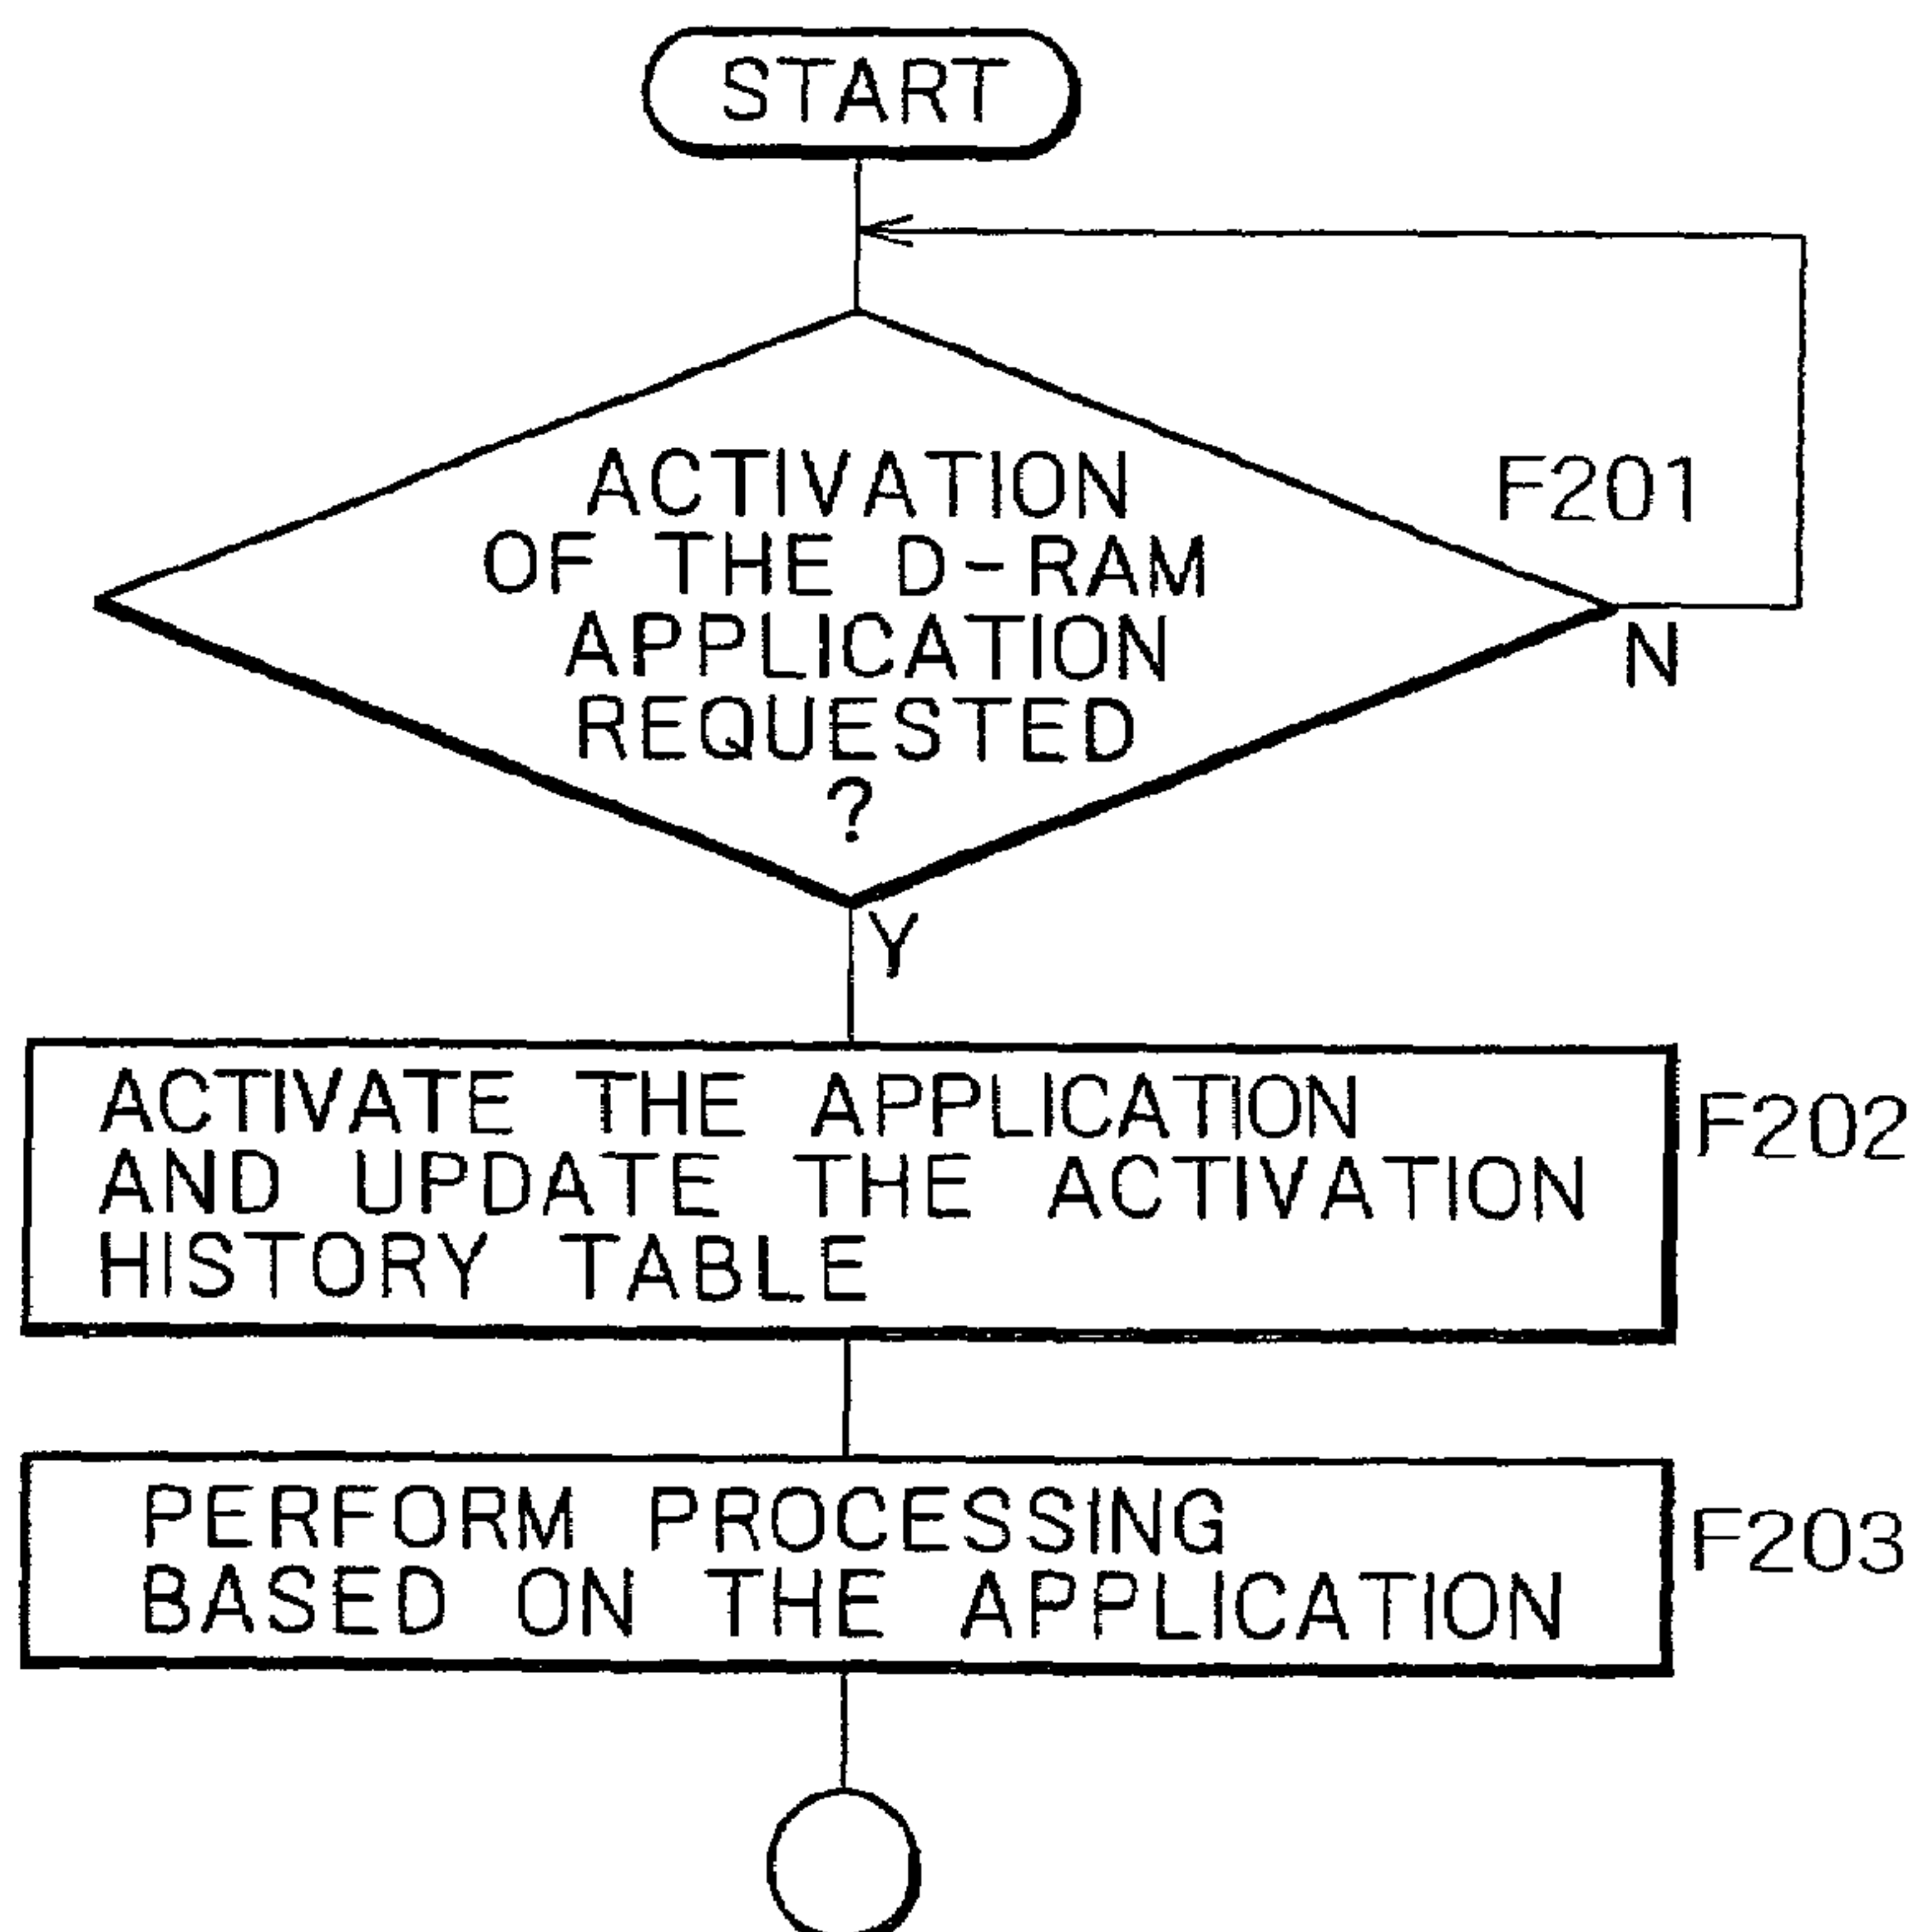 START
ACTIVATION
OF THE D-RAM
APPLICATION
REQUESTED
?
F201
N
Y
ACTIVATE THE APPLICATION
AND UPDATE THE ACTIVATION
HISTORY TABLE
F202
PERFORM PROCESSING
BASED ON THE APPLICATION
F203